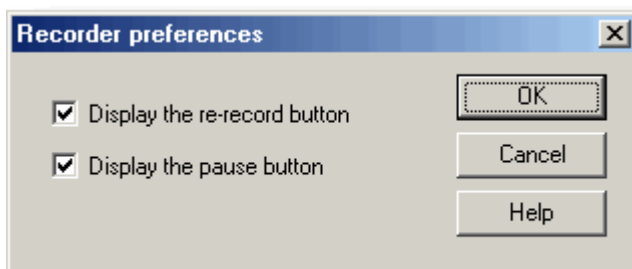 Recorder preferences
Display the re-record button
Display the pause button
OK
Cancel
Help